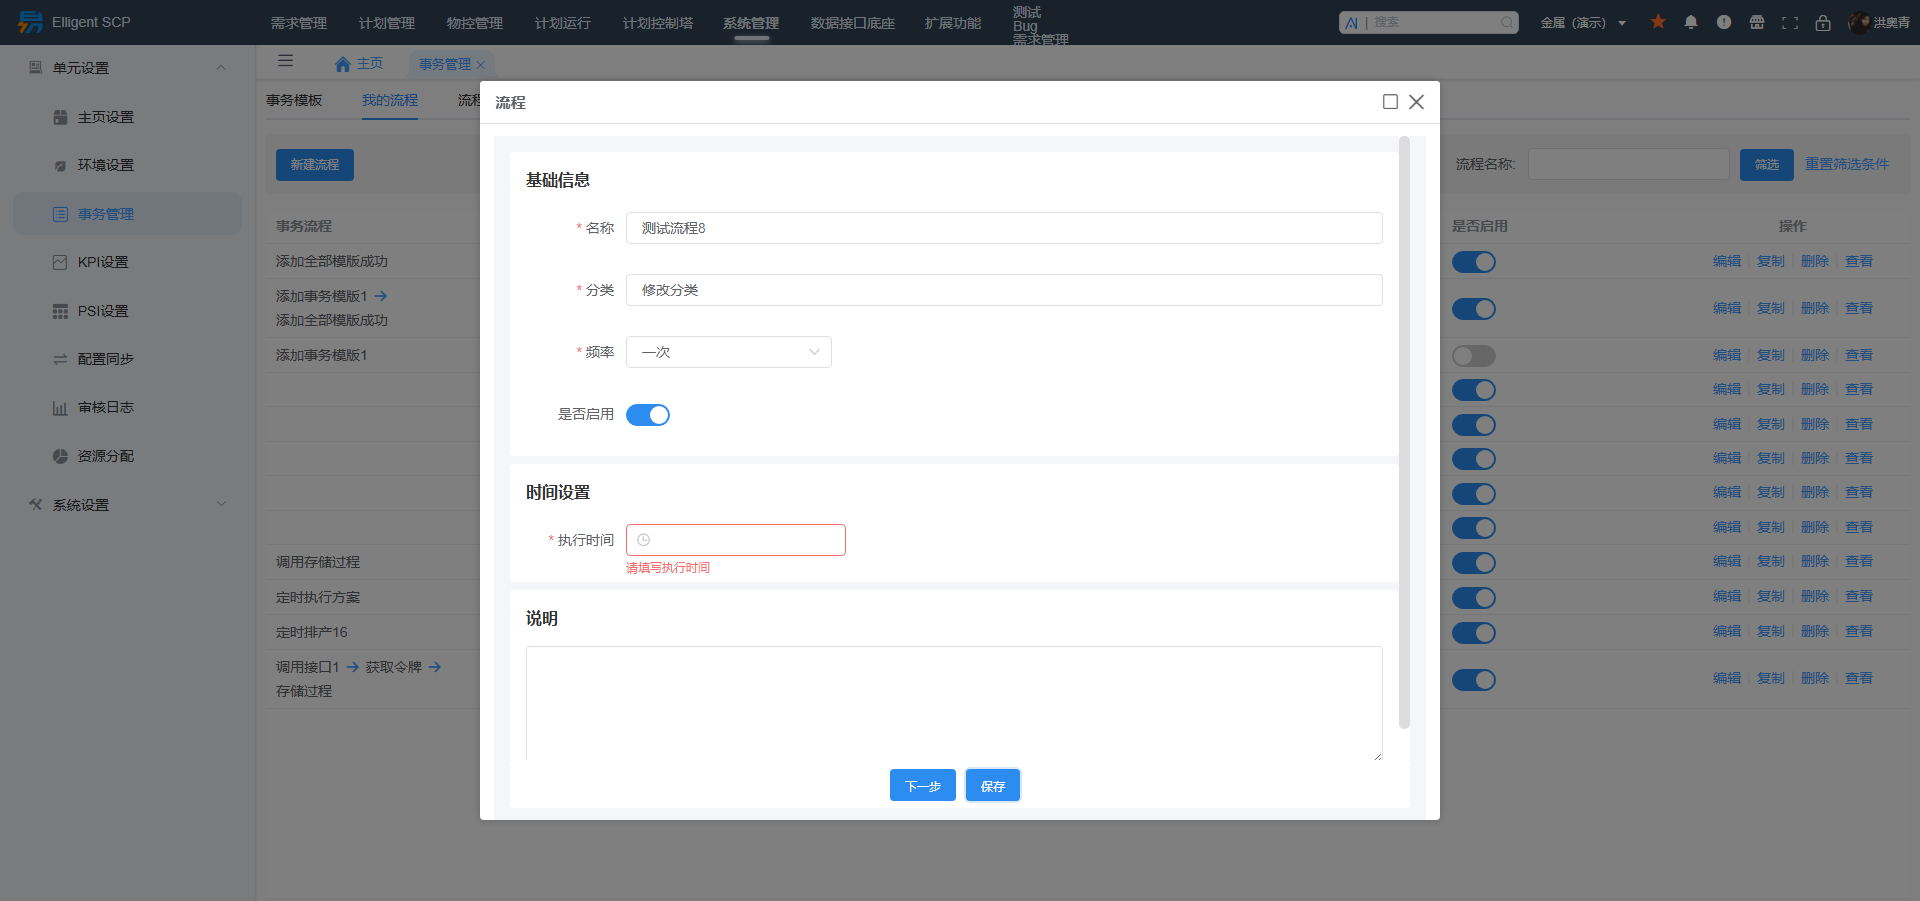 Elligent SCP
需求管理
计划管理
物控管理
计划运行
计划控制塔
系统管理
数据接口底座
扩展功能
测试
Bug
需求管理
AI | 搜索
金属（演示）
洪奥青
单元设置
主页设置
环境设置
事务管理
KPI设置
PSI设置
配置同步
审核日志
资源分配
系统设置
主页
事务管理
事务模板
我的流程
流程
新建流程
流程名称:
筛选
重置筛选条件
事务流程
是否启用
操作
添加全部模版成功
编辑 复制 删除 查看
添加事务模版1
添加全部模版成功
编辑 复制 删除 查看
添加事务模版1
编辑 复制 删除 查看
编辑 复制 删除 查看
编辑 复制 删除 查看
编辑 复制 删除 查看
编辑 复制 删除 查看
编辑 复制 删除 查看
调用存储过程
编辑 复制 删除 查看
定时执行方案
编辑 复制 删除 查看
定时排产16
编辑 复制 删除 查看
调用接口1 获取令牌
存储过程
编辑 复制 删除 查看
流程
基础信息
* 名称 测试流程8
* 分类 修改分类
* 频率 一次
是否启用
时间设置
* 执行时间
请填写执行时间
说明
下一步
保存